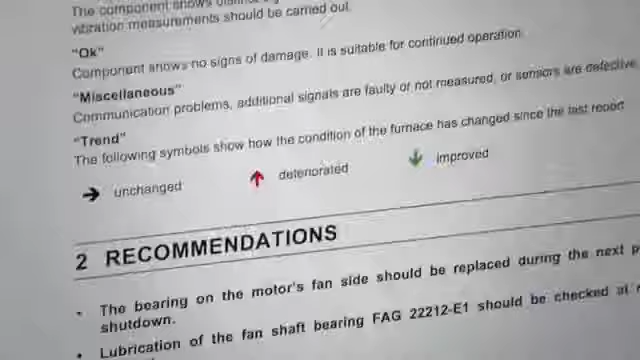 The component shows
vibration measurements should be carried out.
"Ok"
Component shows no signs of damage. It is suitable for continued operation.
"Miscellaneous"
Communication problems, additional signals are faulty or not measured, or sensors are defective.
"Trend"
The following symbols show how the condition of the furnace has changed since the last report
→ unchanged ↑ deteriorated ↓ improved
2 RECOMMENDATIONS
• The bearing on the motor's fan side should be replaced during the next
shutdown.
• Lubrication of the fan shaft bearing FAG 22212-E1 should be checked at